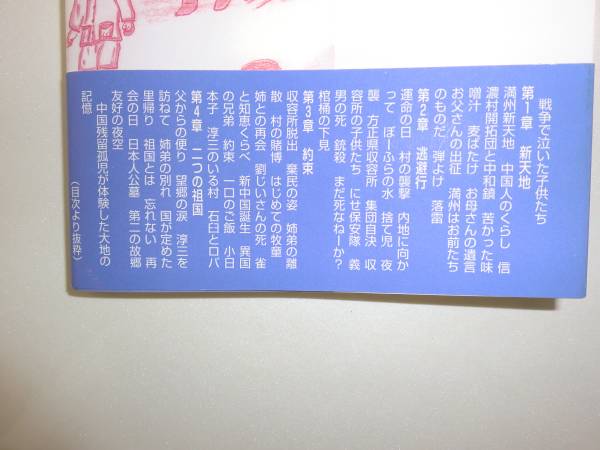 戦争で泣いた子供たち
第1章　新天地
満州新天地　中国人のくらし　信
濃村開拓団と中和鎮　苦かった味
噌汁　麦ばたけ　お母さんの遺言
お父さんの出征　満州はお前たち
のものだ　弾よけ　落雷
第2章　逃避行
運命の日　村の襲撃　内地に向か
って　ぼーふらの水　捨て児　夜
襲　方正県収容所　集団自決　収
容所の子供たち　にせ保安隊　義
男の死　銃殺　まだ死なねーか？
棺桶の下見
第3章　約束
収容所脱出　棄民の姿　姉弟の離
散　村の賭博　はじめての牧童
姉との再会　劉じいさんの死　雀
と知恵くらべ　新中国誕生　異国
の兄弟　約束　一口のご飯　小日
本子　淳三のいる村　石臼とロバ
第4章　二つの祖国
父からの便り　望郷の涙　淳三を
訪ねて　姉弟の別れ　国が定めた
里帰り　祖国とは　忘れない　再
会の日　日本人公墓　第二の故郷
友好の夜空
中国残留孤児が体験した大地の
記憶
（目次より抜粋）